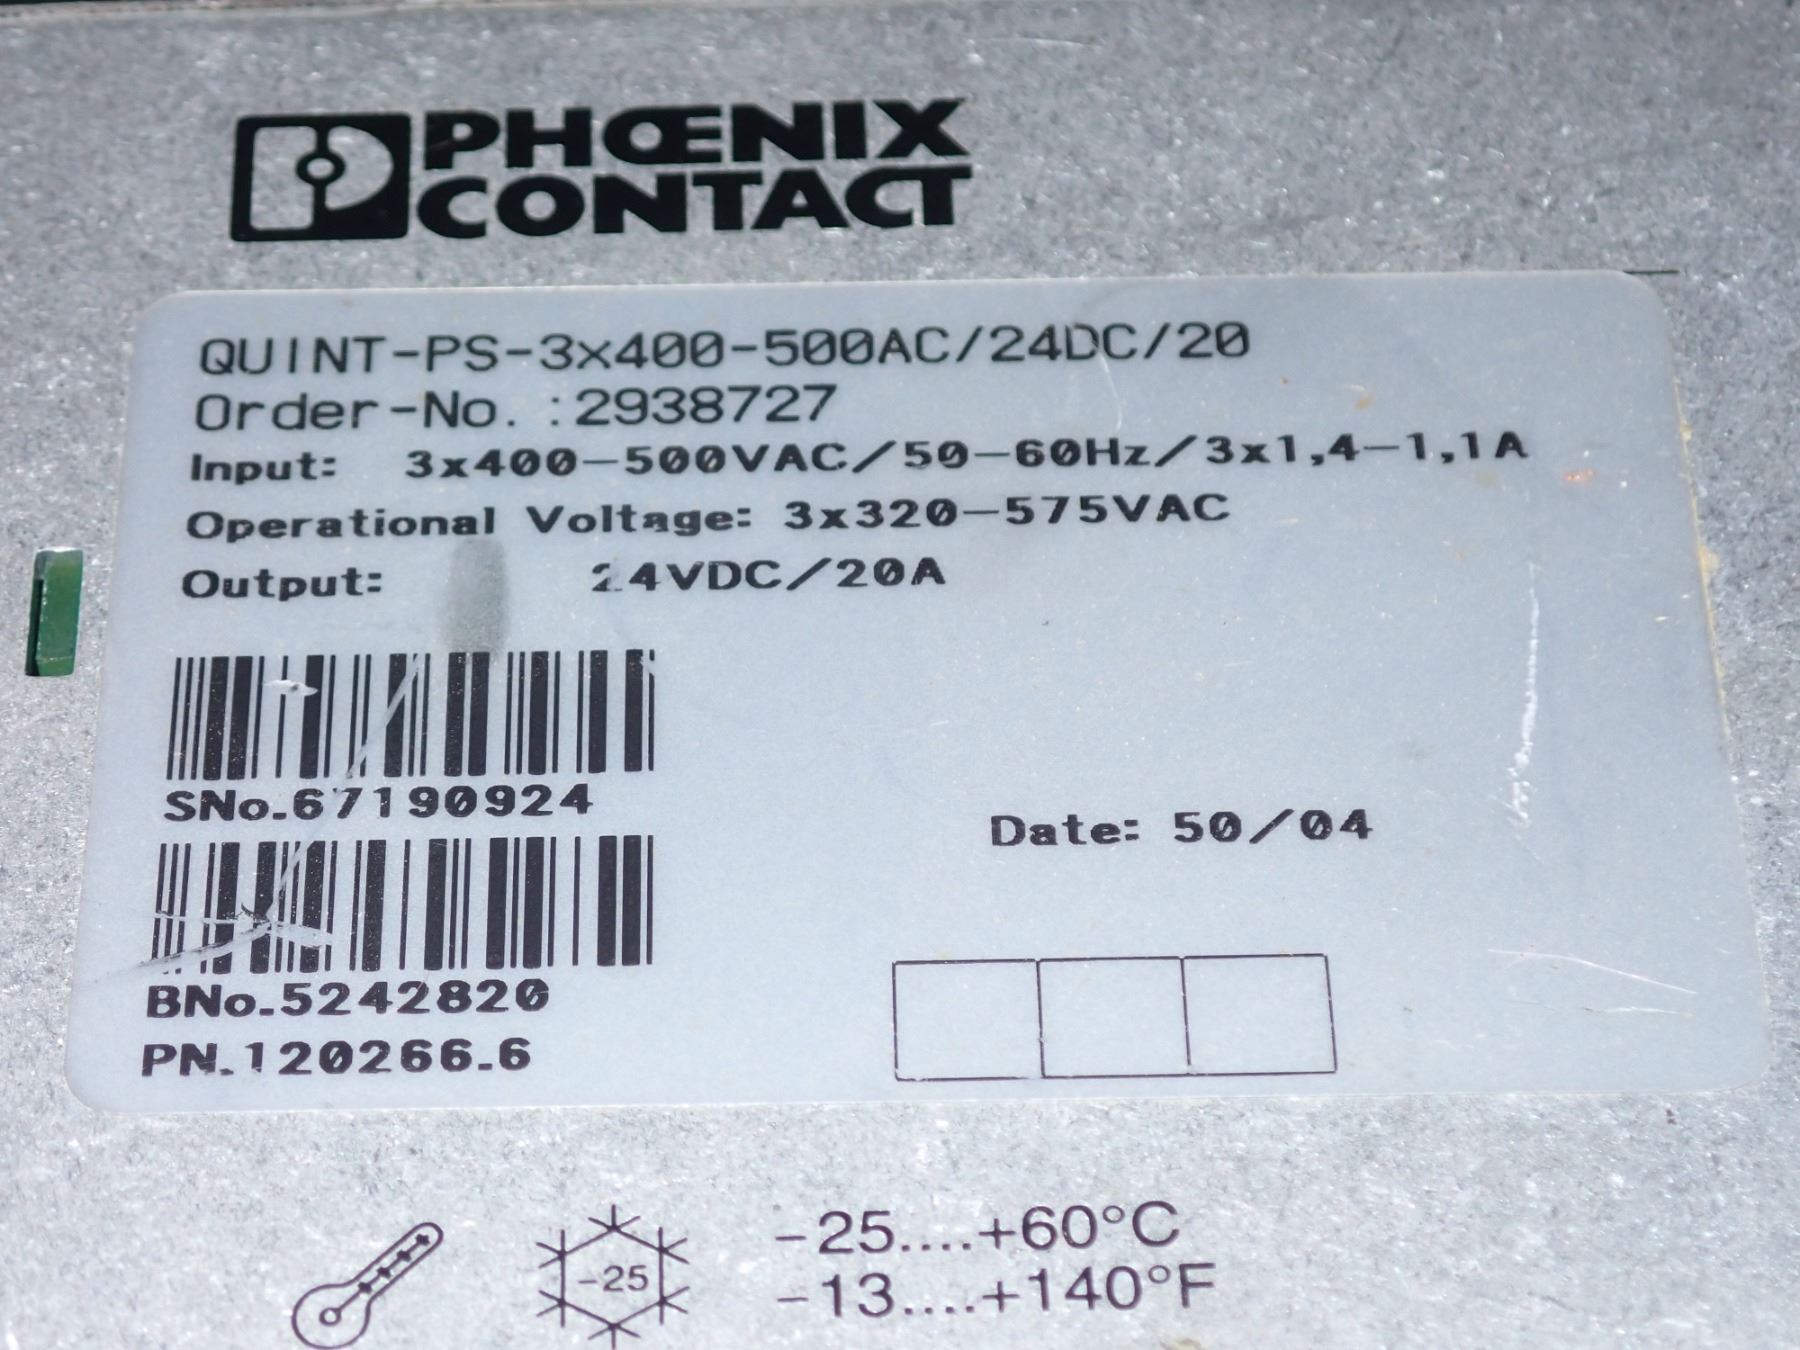 PHŒNIX
CONTACT
QUINT-PS-3x400-500AC/24DC/20
Order-No. :2938727
Input: 3x400-500VAC/50-60Hz/3x1,4-1,1A
Operational Voltage: 3x320-575VAC
Output: 24VDC/20A
SNo.67190924
Date: 50/04
BNo.5242820
PN.120266.6
-25
-25....+60°C
-13....+140°F